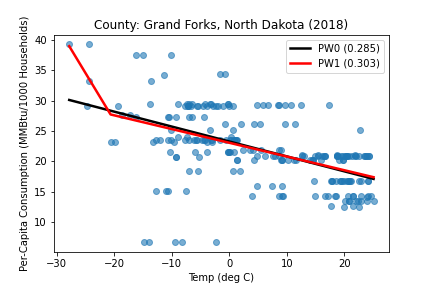 County: Grand Forks, North Dakota (2018)
Per-Capita Consumption (MMBtu/1000 Households)
40
35
30
25
20
15
10
PW0 (0.285)
PW1 (0.303)
−30 −20 −10 0 10 20
Temp (deg C)